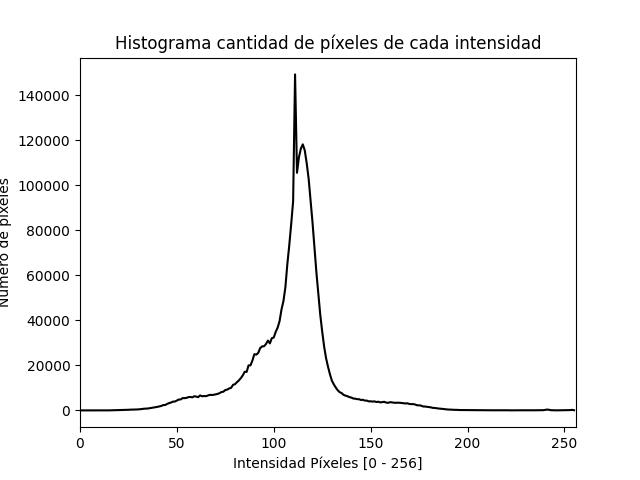 Histograma cantidad de píxeles de cada intensidad
Número de píxeles
140000
120000
100000
80000
60000
40000
20000
0
0 50 100 150 200 250
Intensidad Píxeles [0 - 256]